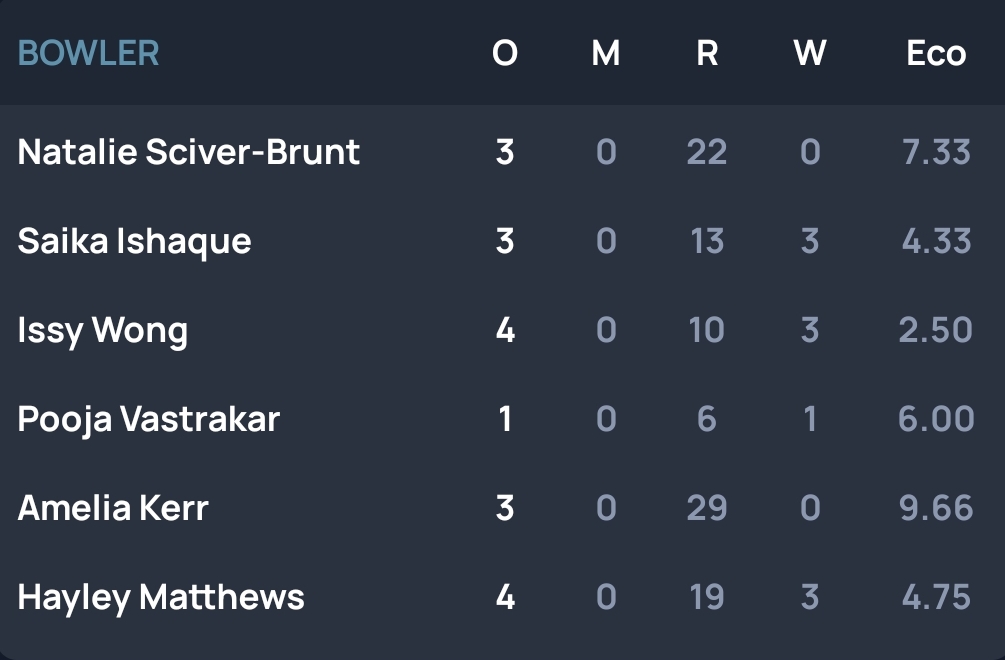 BOWLER O M R W Eco
Natalie Sciver-Brunt 3 0 22 0 7.33
Saika Ishaque 3 0 13 3 4.33
Issy Wong 4 0 10 3 2.50
Pooja Vastrakar 1 0 6 1 6.00
Amelia Kerr 3 0 29 0 9.66
Hayley Matthews 4 0 19 3 4.75